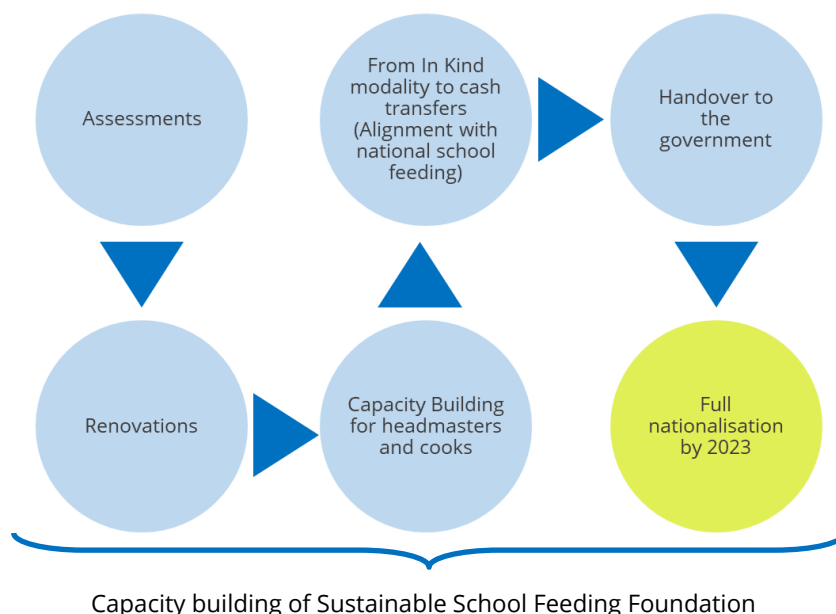 Assessments
Renovations
Capacity Building
for headmasters
and cooks
From In Kind
modality to cash
transfers
(Alignment with
national school
feeding)
Handover to
the
government
Full
nationalisation
by 2023
Capacity building of Sustainable School Feeding Foundation